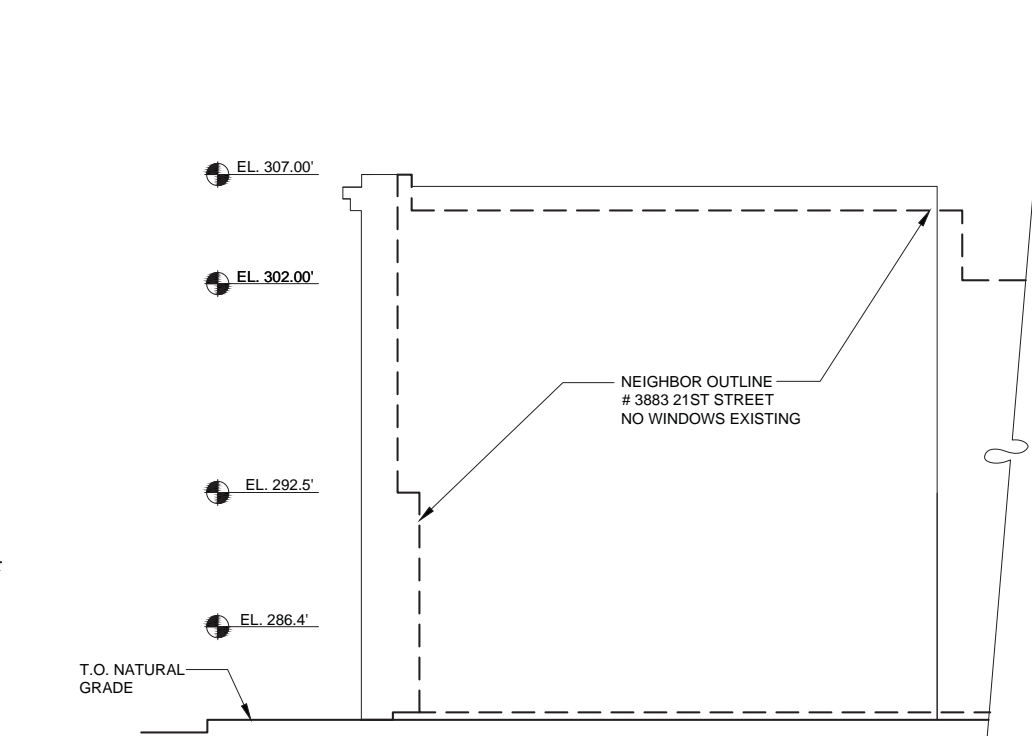 EL. 307.00'
EL. 302.00'
NEIGHBOR OUTLINE
# 3883 21ST STREET
NO WINDOWS EXISTING
EL. 292.5'
EL. 286.4'
T.O. NATURAL
GRADE